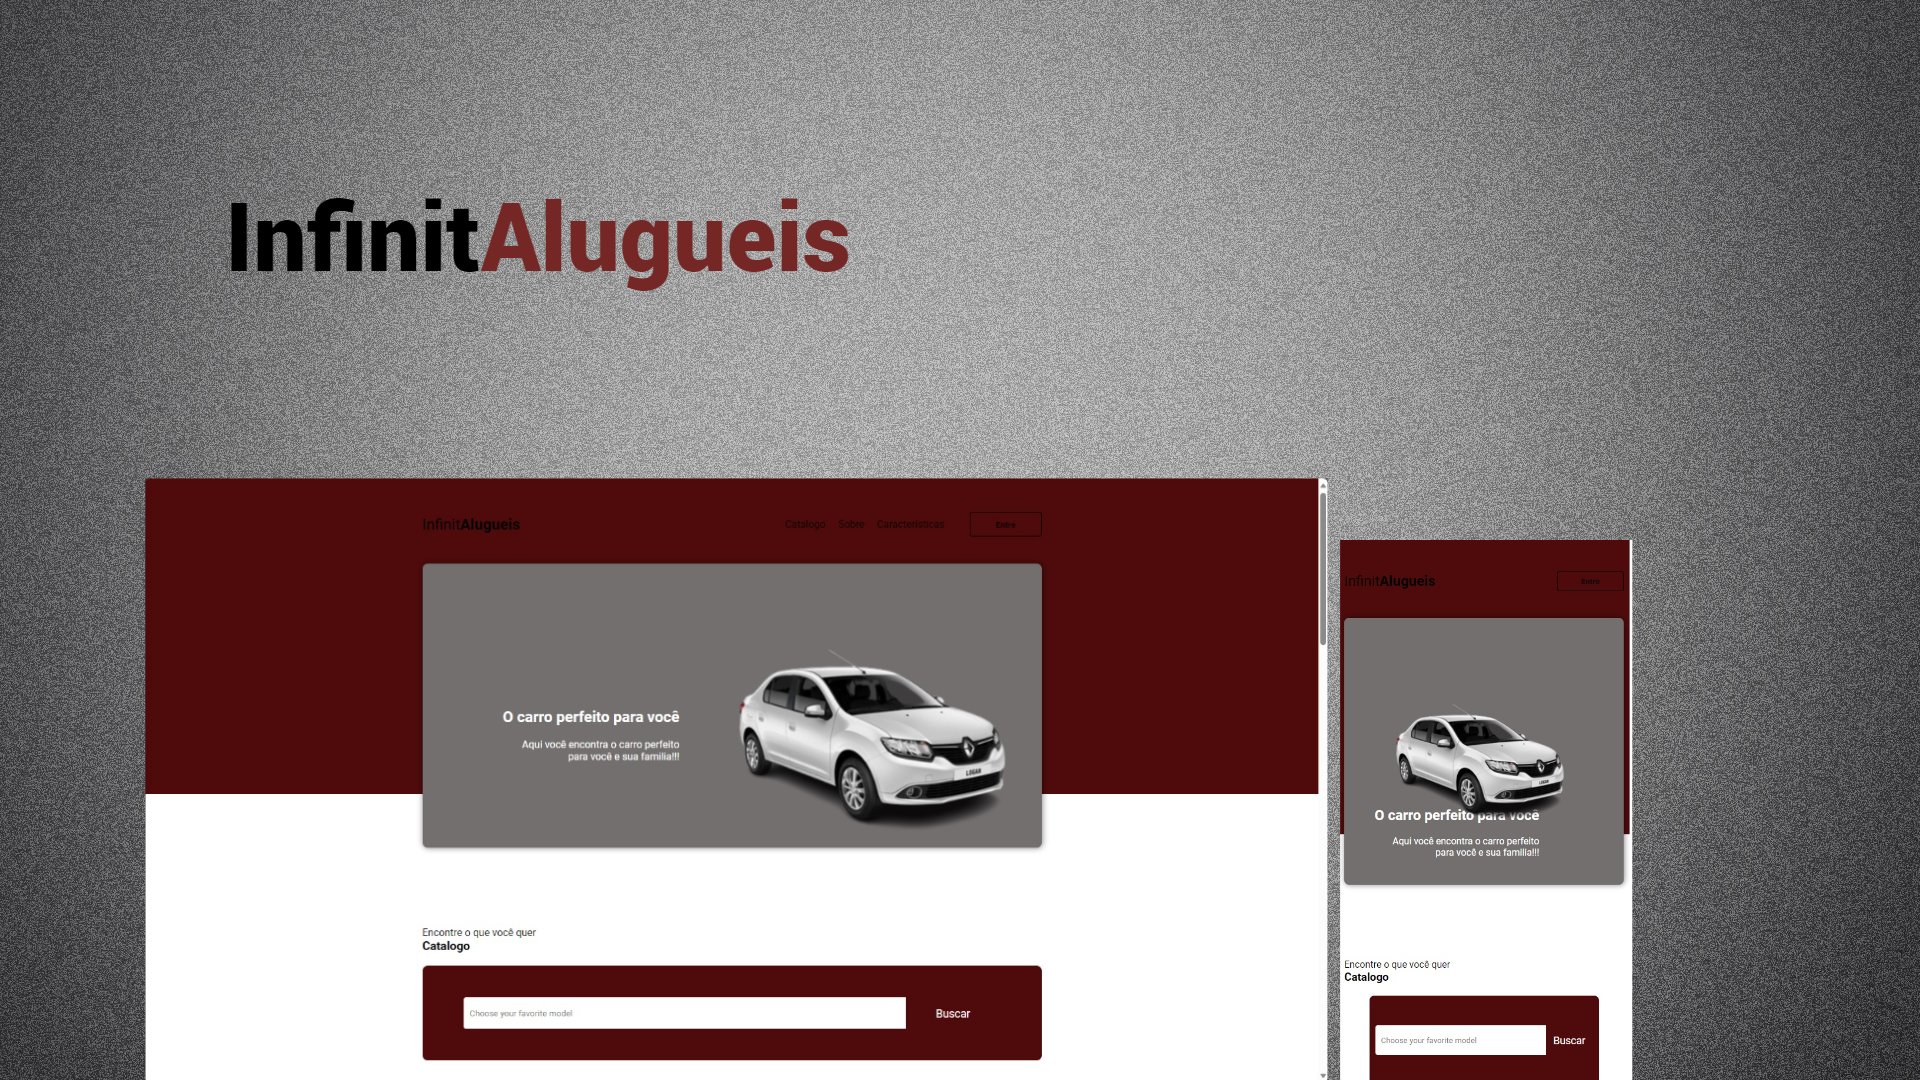 InfinitAlugueis
InfinitAlugueis
Catalogo Sobre Características Entre
O carro perfeito para você
Aqui você encontra o carro perfeito
para você e sua familia!!!
LOGAN
Encontre o que você quer
Catalogo
Choose your favorite model Buscar
InfinitAlugueis Entre
LOGAN
O carro perfeito para você
Aqui você encontra o carro perfeito
para você e sua familia!!!
Encontre o que você quer
Catalogo
Choose your favorite model Buscar